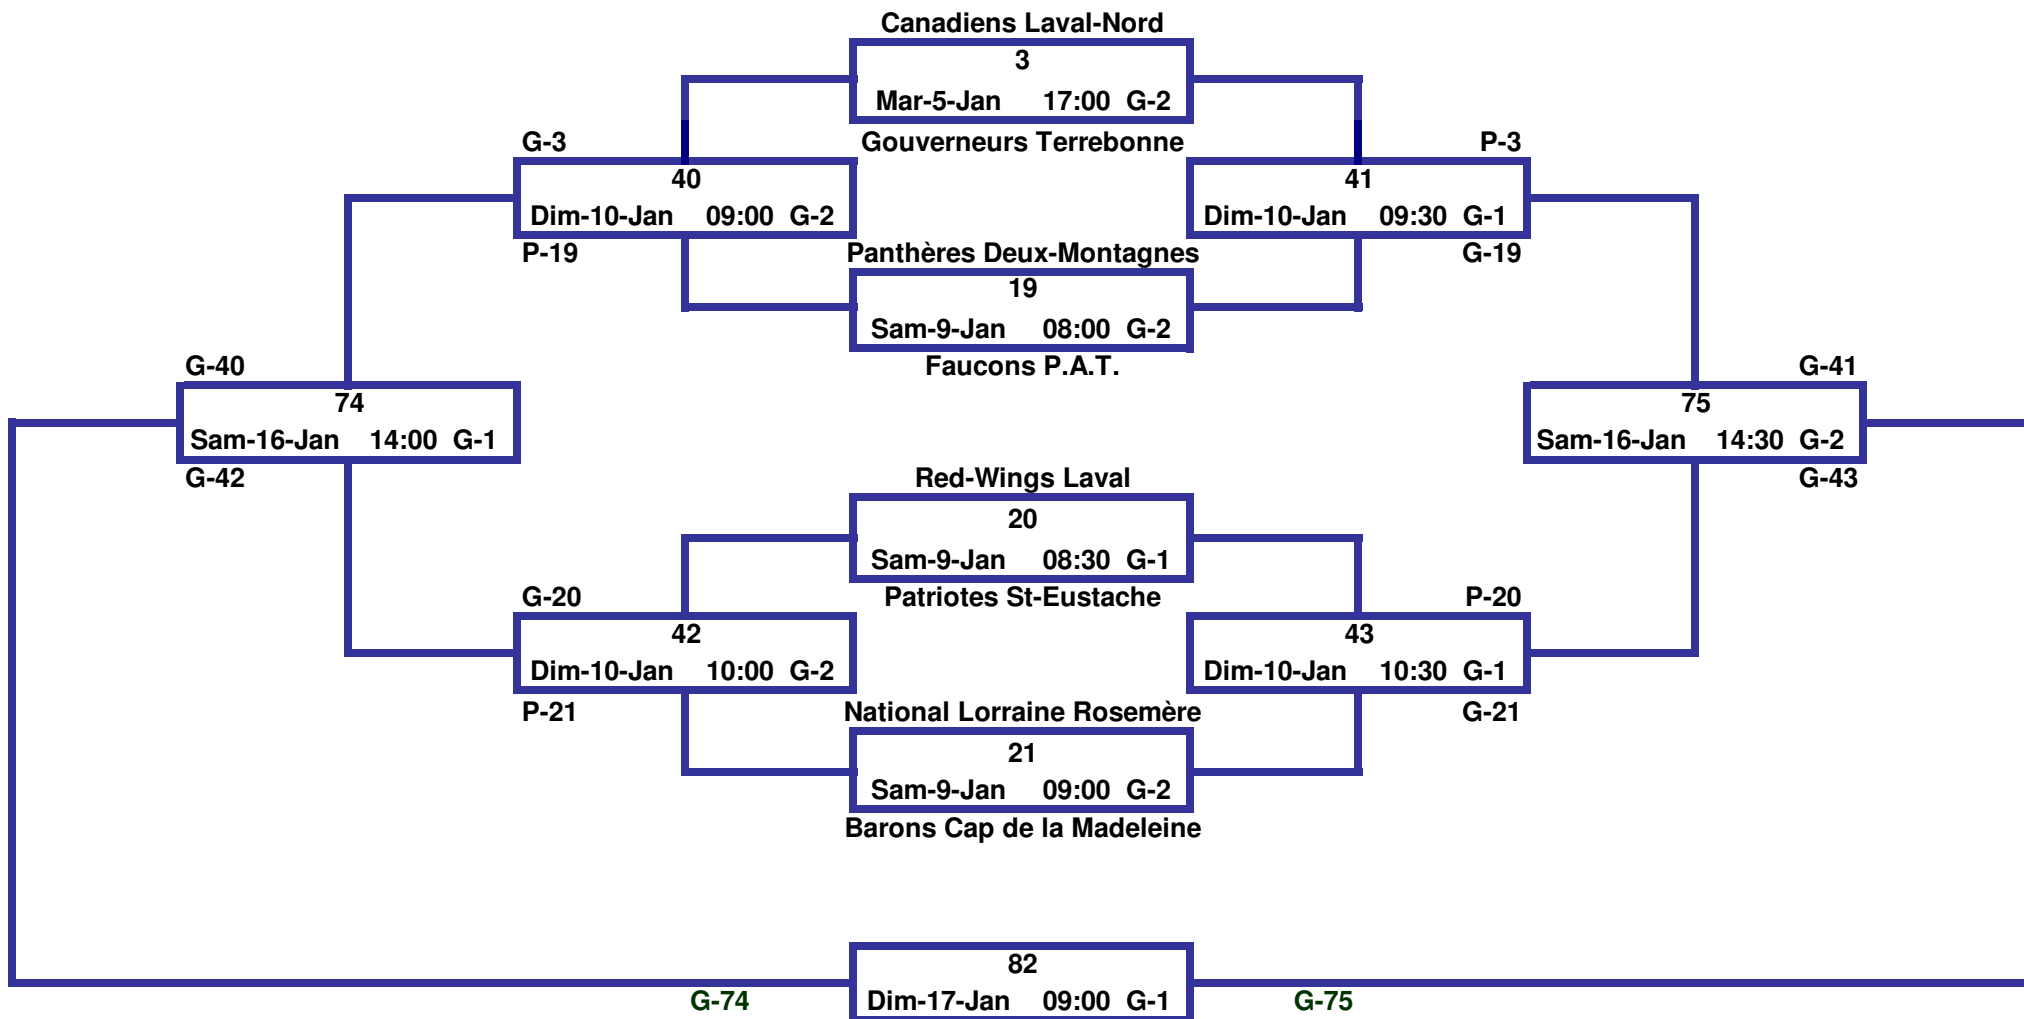 Canadiens Laval-Nord
3
Mar-5-Jan 17:00 G-2
G-3 Gouverneurs Terrebonne P-3
40 41
Dim-10-Jan 09:00 G-2 Dim-10-Jan 09:30 G-1
P-19 Panthères Deux-Montagnes G-19
19
Sam-9-Jan 08:00 G-2
G-40 Faucons P.A.T. G-41
74 75
Sam-16-Jan 14:00 G-1 Sam-16-Jan 14:30 G-2
G-42 Red-Wings Laval G-43
20
Sam-9-Jan 08:30 G-1
G-20 Patriotes St-Eustache P-20
42 43
Dim-10-Jan 10:00 G-2 Dim-10-Jan 10:30 G-1
P-21 National Lorraine Rosemère G-21
21
Sam-9-Jan 09:00 G-2
Barons Cap de la Madeleine
82
G-74 Dim-17-Jan 09:00 G-1 G-75